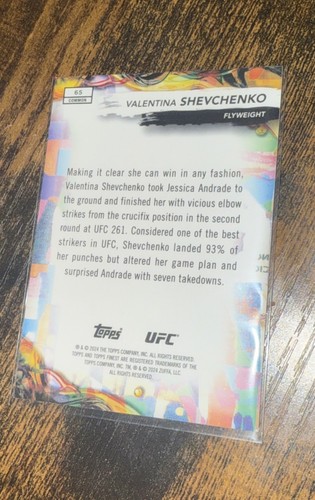 65
COMMON
VALENTINA SHEVCHENKO
FLYWEIGHT
Making it clear she can win in any fashion,
Valentina Shevchenko took Jessica Andrade to
the ground and finished her with vicious elbow
strikes from the crucifix position in the second
round at UFC 261. Considered one of the best
strikers in UFC, Shevchenko landed 93% of
her punches but altered her game plan and
surprised Andrade with seven takedowns.
Topps UFC
® & © 2024 THE TOPPS COMPANY, INC. ALL RIGHTS RESERVED.
TOPPS AND TOPPS FINEST ARE REGISTERED TRADEMARKS OF THE
TOPPS COMPANY, INC. TM, ® & © 2024 ZUFFA, LLC.
ALL RIGHTS RESERVED.